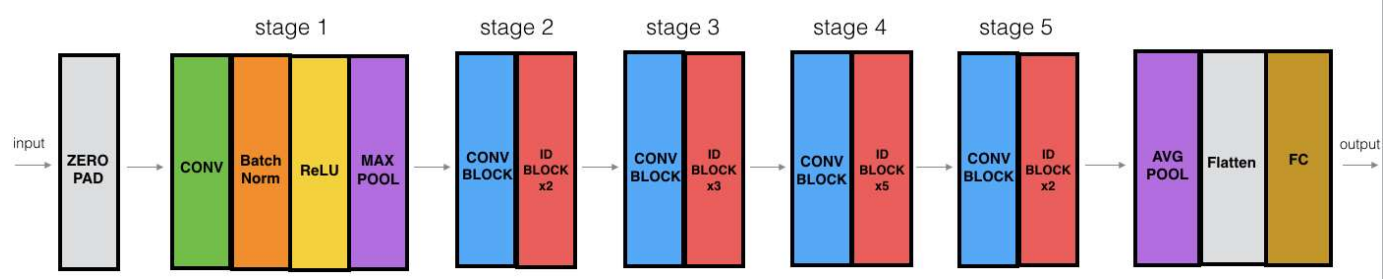 stage 1
stage 2
stage 3
stage 4
stage 5
input
ZERO
PAD
CONV
Batch
Norm
ReLU
MAX
POOL
CONV
BLOCK
ID
BLOCK
x2
CONV
BLOCK
ID
BLOCK
x3
CONV
BLOCK
ID
BLOCK
x5
CONV
BLOCK
ID
BLOCK
x2
AVG
POOL
Flatten
FC
output